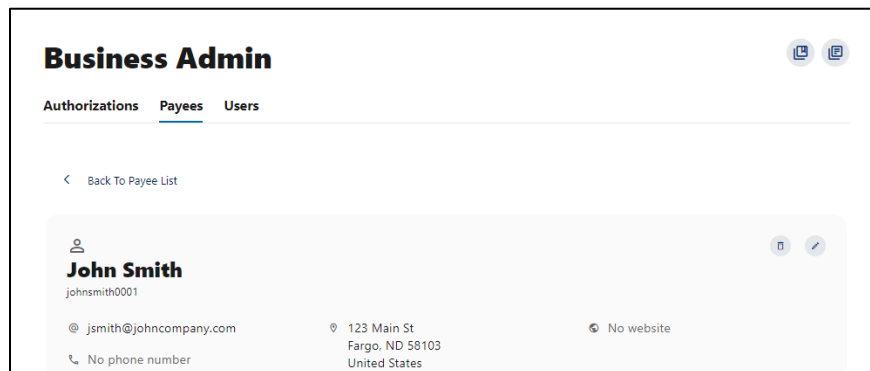 Business Admin
Authorizations Payees Users
Back To Payee List
John Smith
johnsmith0001
jsmith@johncompany.com
No phone number
123 Main St
Fargo, ND 58103
United States
No website